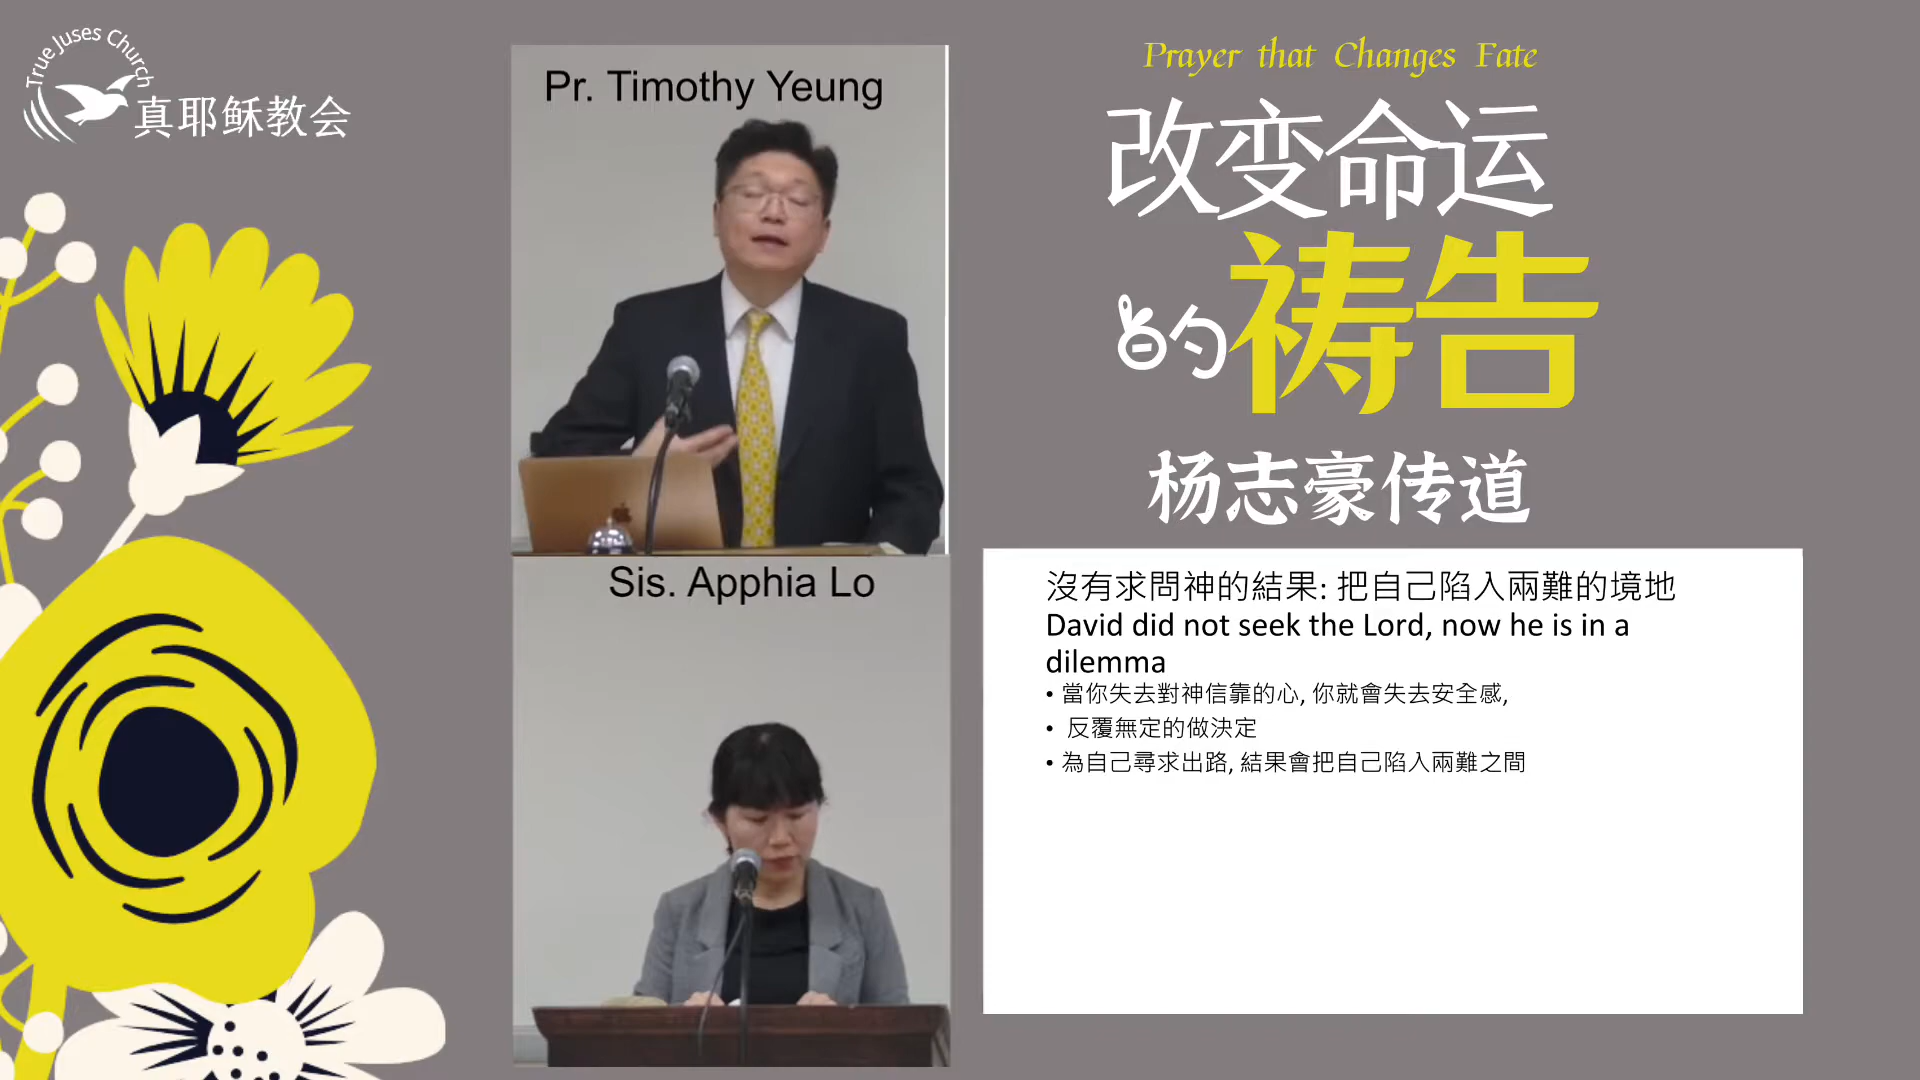 True Juses Church
真耶稣教会
Pr. Timothy Yeung
Sis. Apphia Lo
Prayer that Changes Fate
改变命运
的祷告
杨志豪传道
沒有求問神的結果: 把自己陷入兩難的境地
David did not seek the Lord, now he is in a
dilemma
• 當你失去對神信靠的心, 你就會失去安全感,
• 反覆無定的做決定
• 為自己尋求出路, 結果會把自己陷入兩難之間